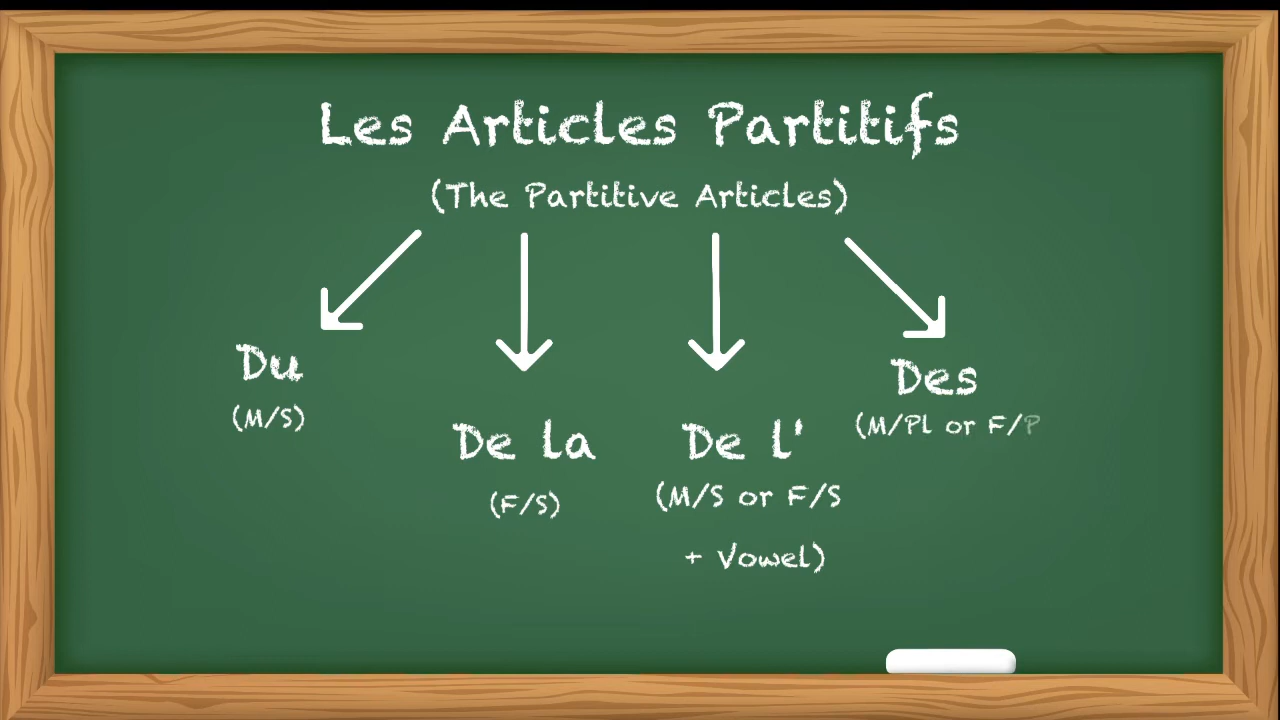 Les Articles Partitifs
(The Partitive Articles)
Du
(M/S)
De la
(F/S)
De l'
(M/S or F/S
+ Vowel)
Des
(M/Pl or F/P